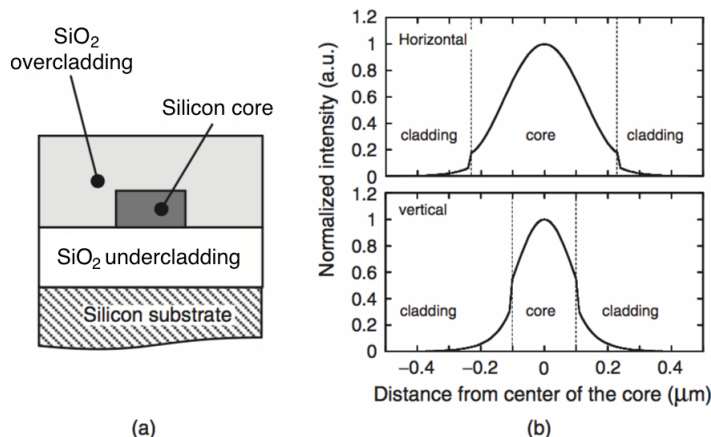 SiO₂
overcladding
Silicon core
SiO₂ undercladding
Silicon substrate
(a)
Normalized intensity (a.u.)
1.2
Horizontal
1
0.8
0.6
cladding
core
cladding
0.4
0.2
0
1.2
vertical
1
0.8
0.6
0.4
cladding
core
cladding
0.2
0
−0.4
−0.2
0
0.2
0.4
Distance from center of the core (μm)
(b)